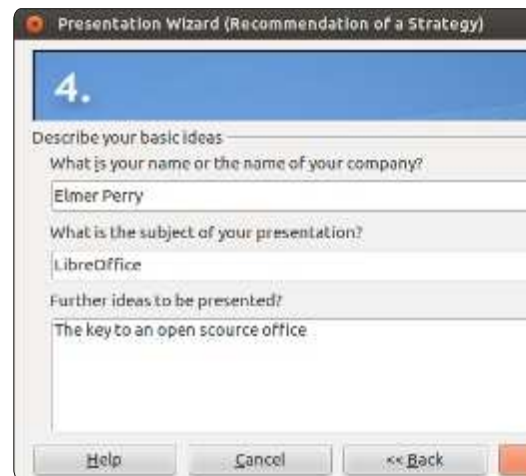 Presentation Wizard (Recommendation of a Strategy)
4.
Describe your basic ideas
What is your name or the name of your company?
Elmer Perry
What is the subject of your presentation?
LibreOffice
Further ideas to be presented?
The key to an open scource office
Help Cancel << Back